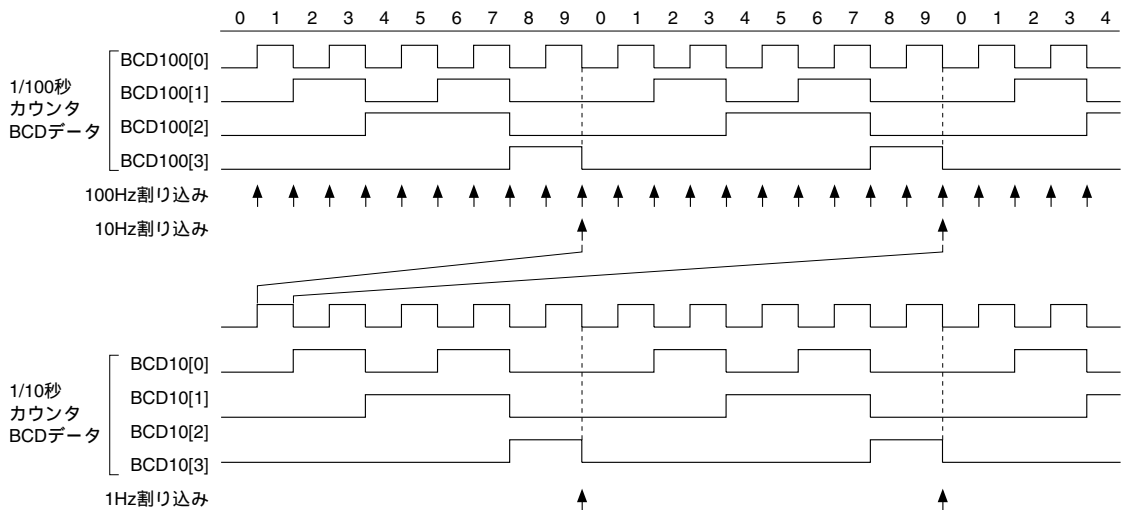 0 1 2 3 4 5 6 7 8 9 0 1 2 3 4 5 6 7 8 9 0 1 2 3 4
1/100秒
カウンタ
BCDデータ
BCD100[0]
BCD100[1]
BCD100[2]
BCD100[3]
100Hz割り込み
10Hz割り込み
1/10秒
カウンタ
BCDデータ
BCD10[0]
BCD10[1]
BCD10[2]
BCD10[3]
1Hz割り込み